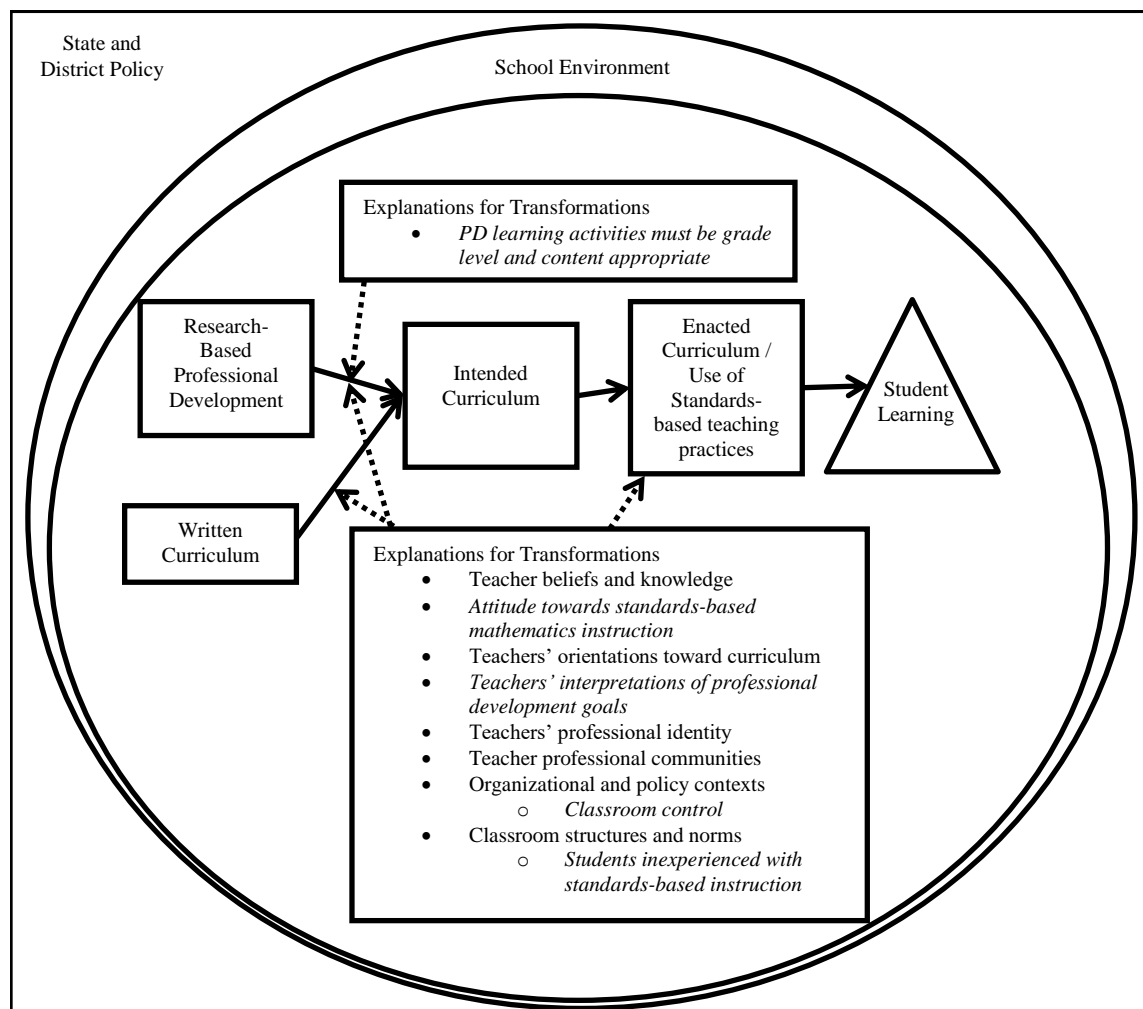 State and
District Policy
School Environment
Explanations for Transformations
• PD learning activities must be grade
level and content appropriate
Research-
Based
Professional
Development
Intended
Curriculum
Enacted
Curriculum /
Use of
Standards-
based teaching
practices
Student
Learning
Written
Curriculum
Explanations for Transformations
• Teacher beliefs and knowledge
• Attitude towards standards-based
mathematics instruction
• Teachers’ orientations toward curriculum
• Teachers’ interpretations of professional
development goals
• Teachers’ professional identity
• Teacher professional communities
• Organizational and policy contexts
o Classroom control
• Classroom structures and norms
o Students inexperienced with
standards-based instruction